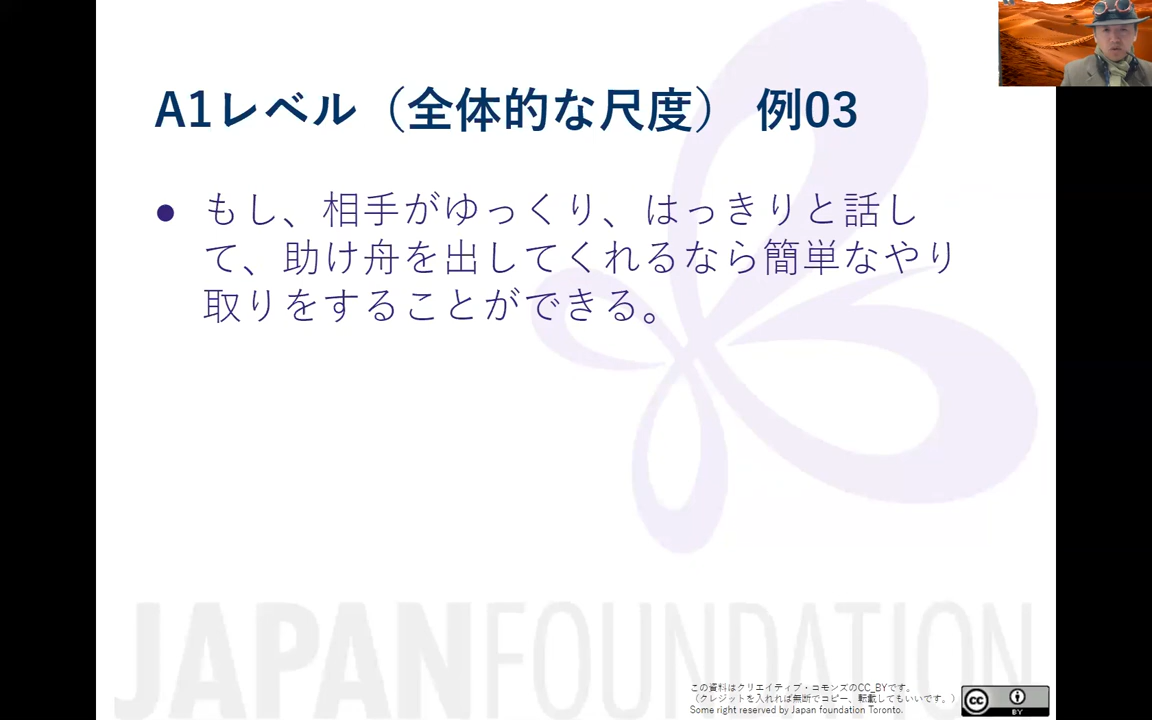 A1レベル（全体的な尺度） 例03
● もし、相手がゆっくり、はっきりと話し
て、助け舟を出してくれるなら簡単なやり
取りをすることができる。
JAPANFOUNDATION
この資料はクリエイティブ・コモンズのCC_BYです。
（クレジットを入れれば無断でコピー、転載してもいいです。）
Some right reserved by Japan foundation Toronto.
cc
BY